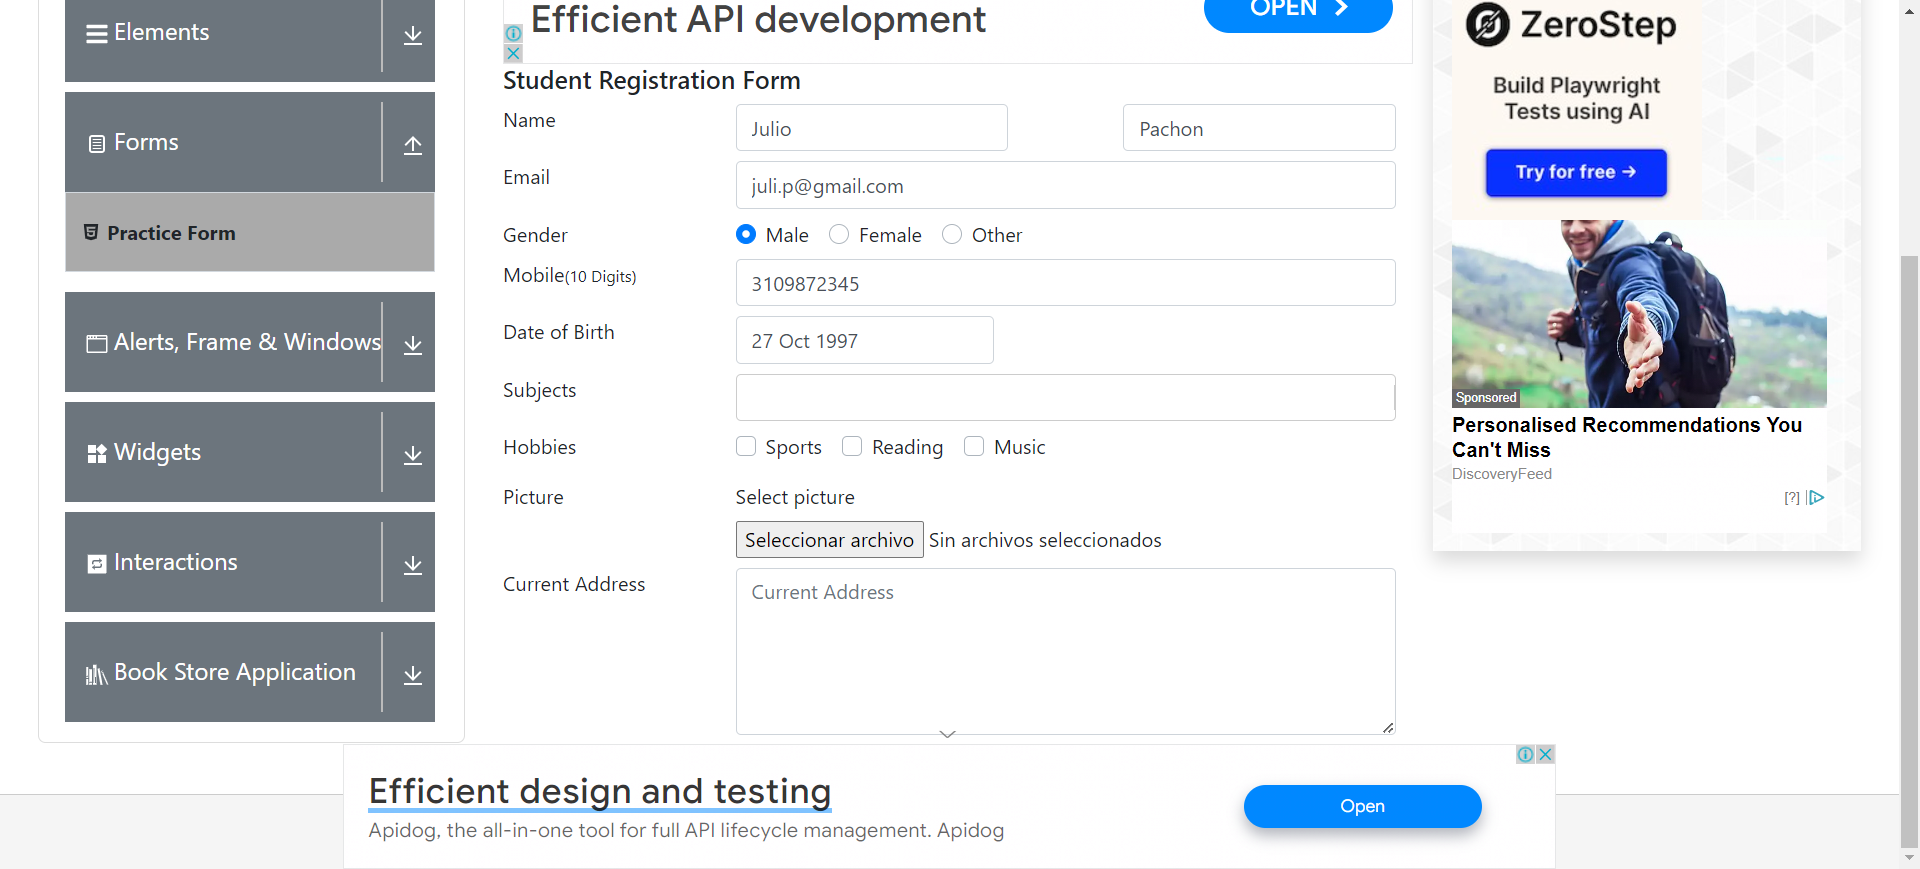 Elements
Forms
Practice Form
Alerts, Frame & Windows
Widgets
Interactions
Book Store Application
Efficient API development
OPEN
Student Registration Form
Name
Julio
Pachon
Email
juli.p@gmail.com
Gender
Male
Female
Other
Mobile(10 Digits)
3109872345
Date of Birth
27 Oct 1997
Subjects
Hobbies
Sports
Reading
Music
Picture
Select picture
Seleccionar archivo
Sin archivos seleccionados
Current Address
Current Address
ZeroStep
Build Playwright
Tests using AI
Try for free →
Sponsored
Personalised Recommendations You
Can't Miss
DiscoveryFeed
[?]
Efficient design and testing
Apidog, the all-in-one tool for full API lifecycle management. Apidog
Open